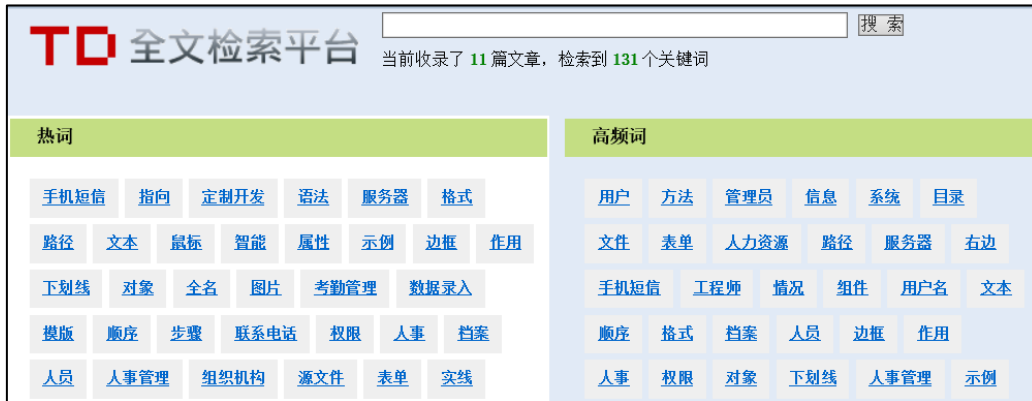 搜 索
TD 全文检索平台
当前收录了 11 篇文章，检索到 131 个关键词
热词
手机短信 指向 定制开发 语法 服务器 格式
路径 文本 鼠标 智能 属性 示例 边框 作用
下划线 对象 全名 图片 考勤管理 数据录入
模版 顺序 步骤 联系电话 权限 人事 档案
人员 人事管理 组织机构 源文件 表单 实线
高频词
用户 方法 管理员 信息 系统 目录
文件 表单 人力资源 路径 服务器 右边
手机短信 工程师 情况 组件 用户名 文本
顺序 格式 档案 人员 边框 作用
人事 权限 对象 下划线 人事管理 示例